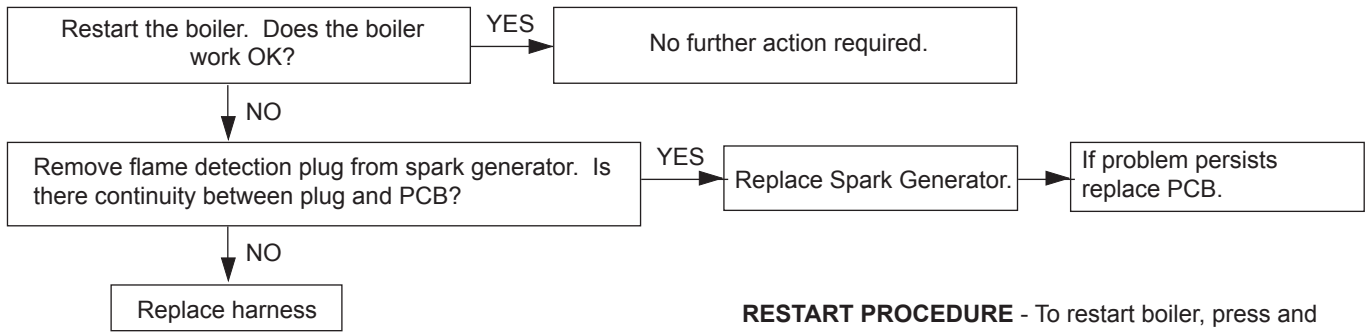 Restart the boiler.  Does the boiler
work OK?
YES
No further action required.
NO
Remove flame detection plug from spark generator.  Is
there continuity between plug and PCB?
YES
Replace Spark Generator.
If problem persists
replace PCB.
NO
Replace harness
RESTART PROCEDURE - To restart boiler, press and